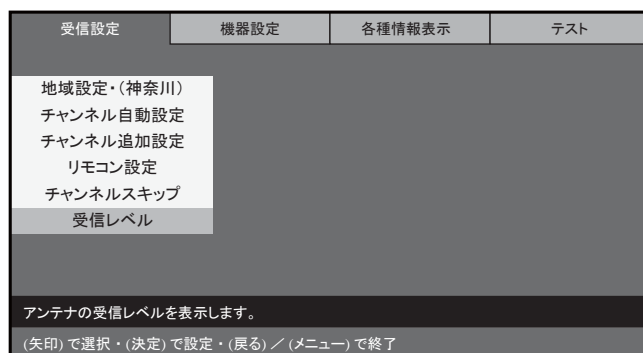 受信設定 機器設定 各種情報表示 テスト
地域設定・(神奈川)
チャンネル自動設定
チャンネル追加設定
リモコン設定
チャンネルスキップ
受信レベル
アンテナの受信レベルを表示します。
(矢印)で選択・(決定)で設定・(戻る)／(メニュー)で終了